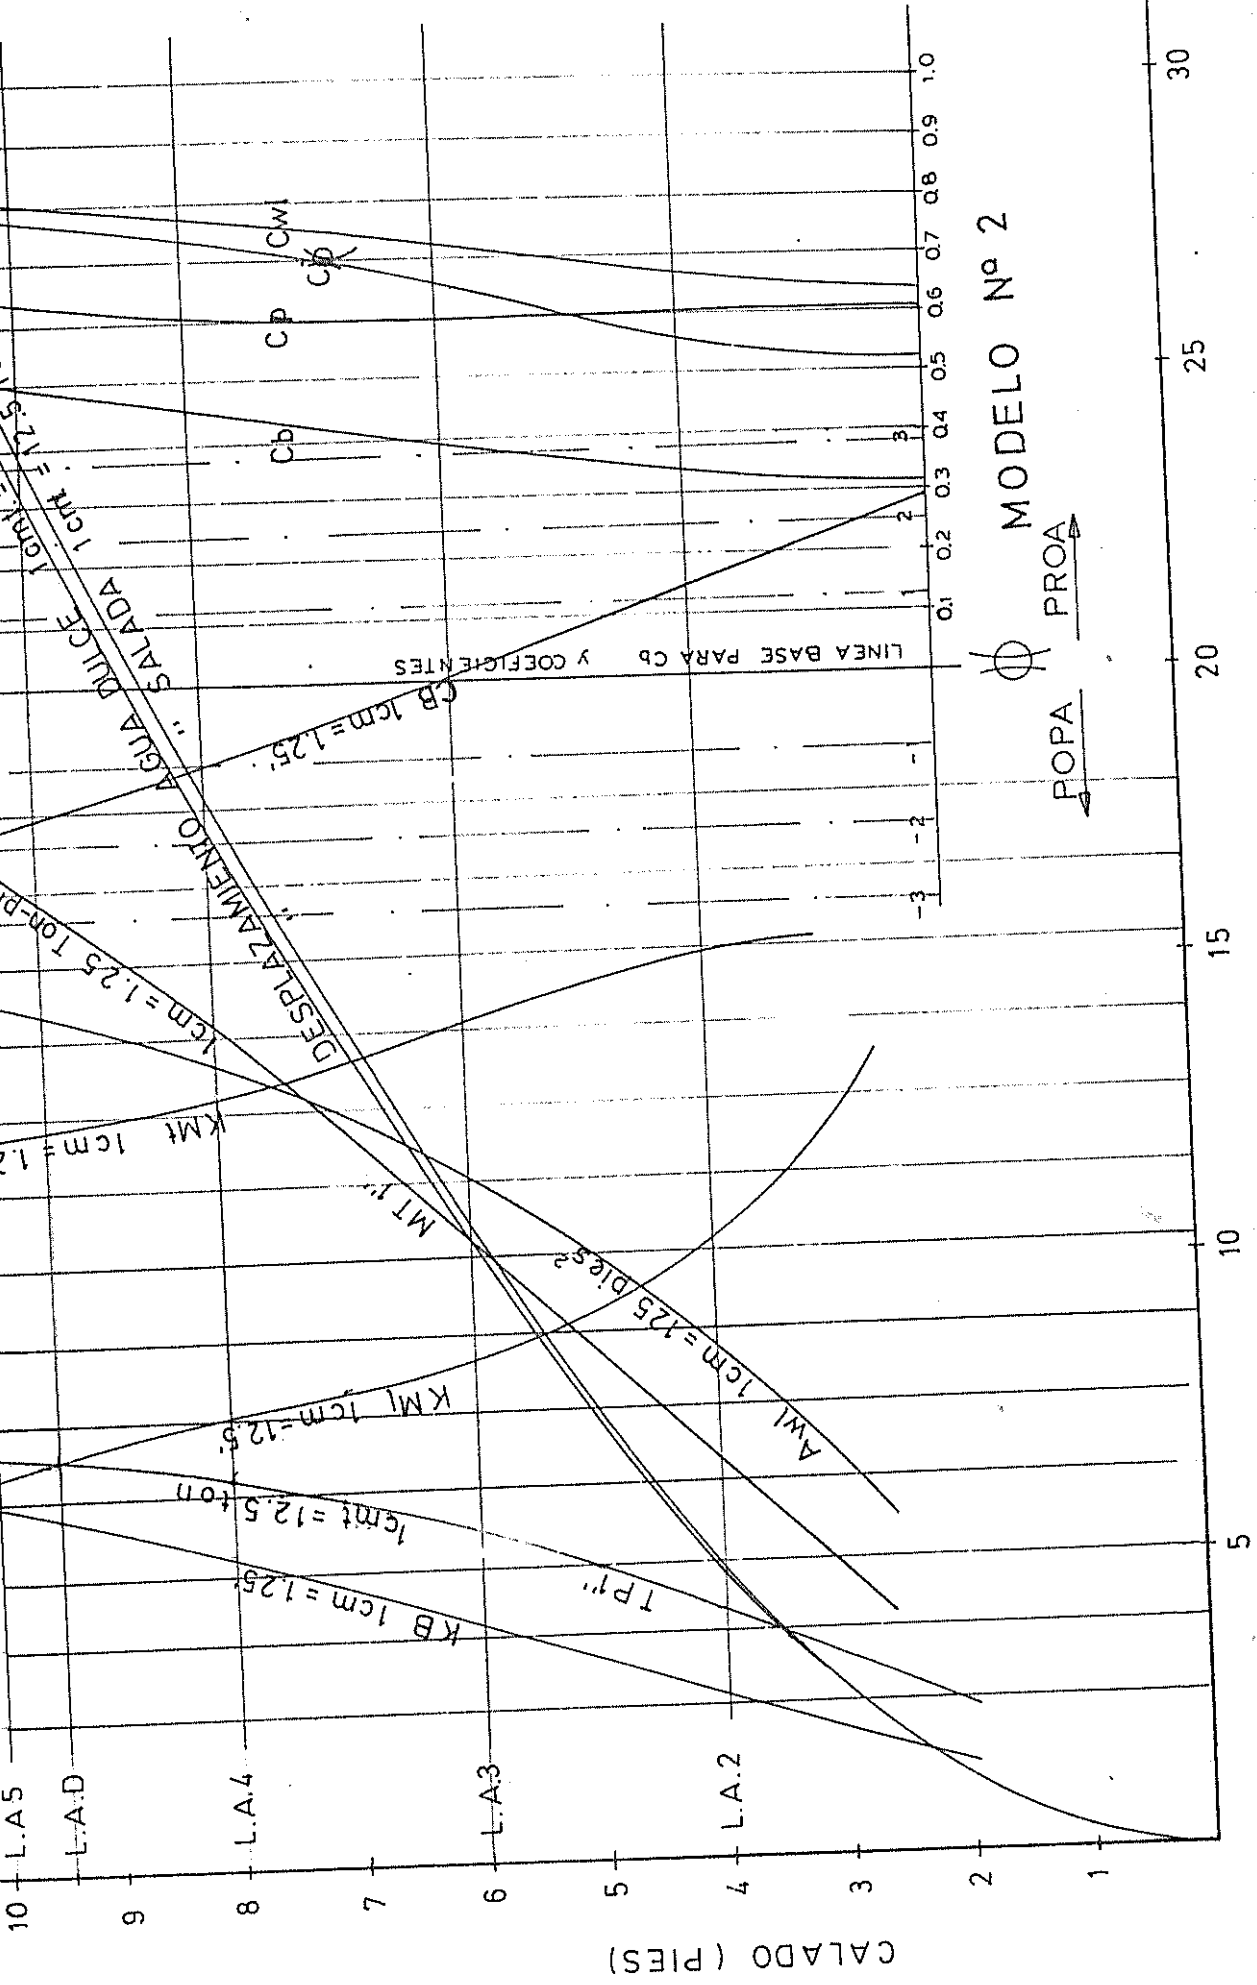 CALADO (PIES)
10
9
8
7
6
5
4
3
2
1
L.A5
L.A.D
L.A.4
L.A.3
L.A.2
5
10
15
20
25
30
KB 1cm = 1.25'
TP1" 1cmt = 12.5 ton
KMl 1cm = 12.5'
Awl 1cm = 125 pies²
MT 1" 1cm = 1.25 Ton-p
KMt 1cm = 1.2
DESPLAZAMIENTO AGUA DULCE 1cmt =
" " SALADA 1cmt = 12.5
CB 1cm = 1.25'
LINEA BASE PARA Cb y COEFICIENTES
Cb
Cp
Cwl
-3
-2
-1
1
2
3
0.1
0.2
0.3
0.4
0.5
0.6
0.7
0.8
0.9
1.0
MODELO Nº 2
POPA
PROA